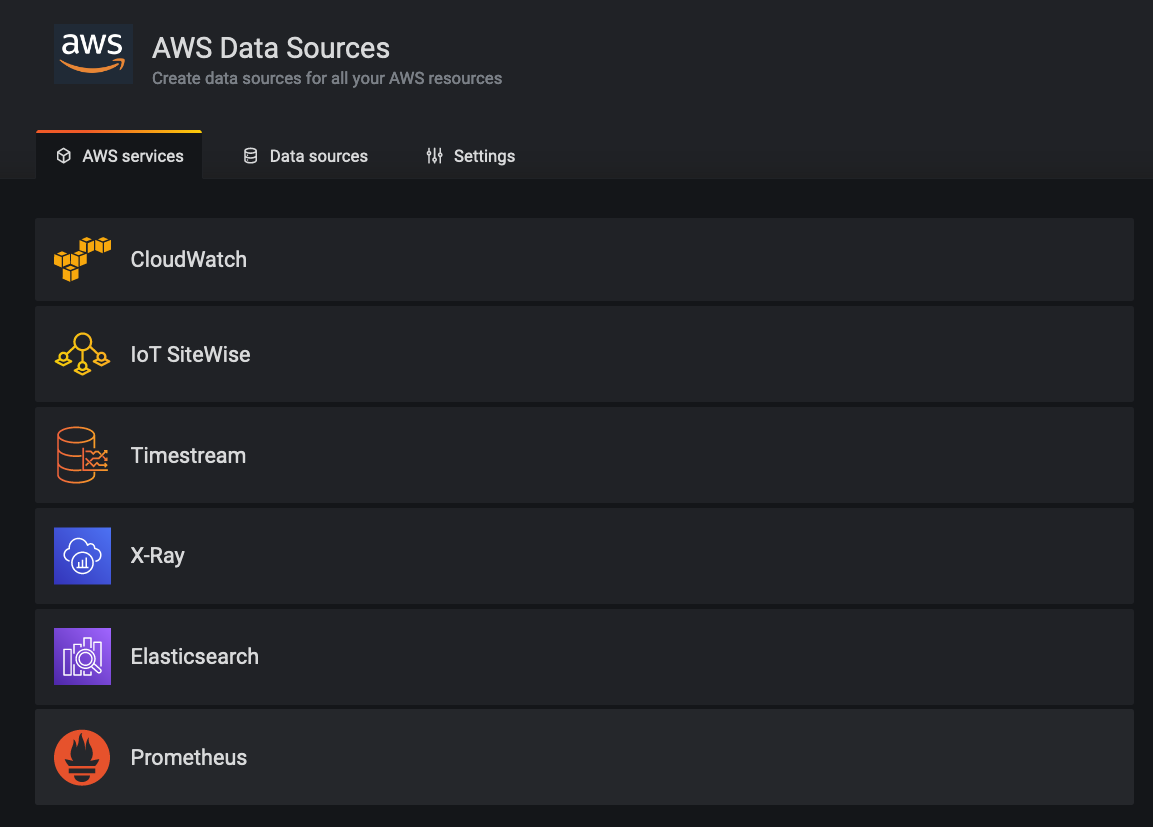 aws
AWS Data Sources
Create data sources for all your AWS resources
AWS services
Data sources
Settings
CloudWatch
IoT SiteWise
Timestream
X-Ray
Elasticsearch
Prometheus